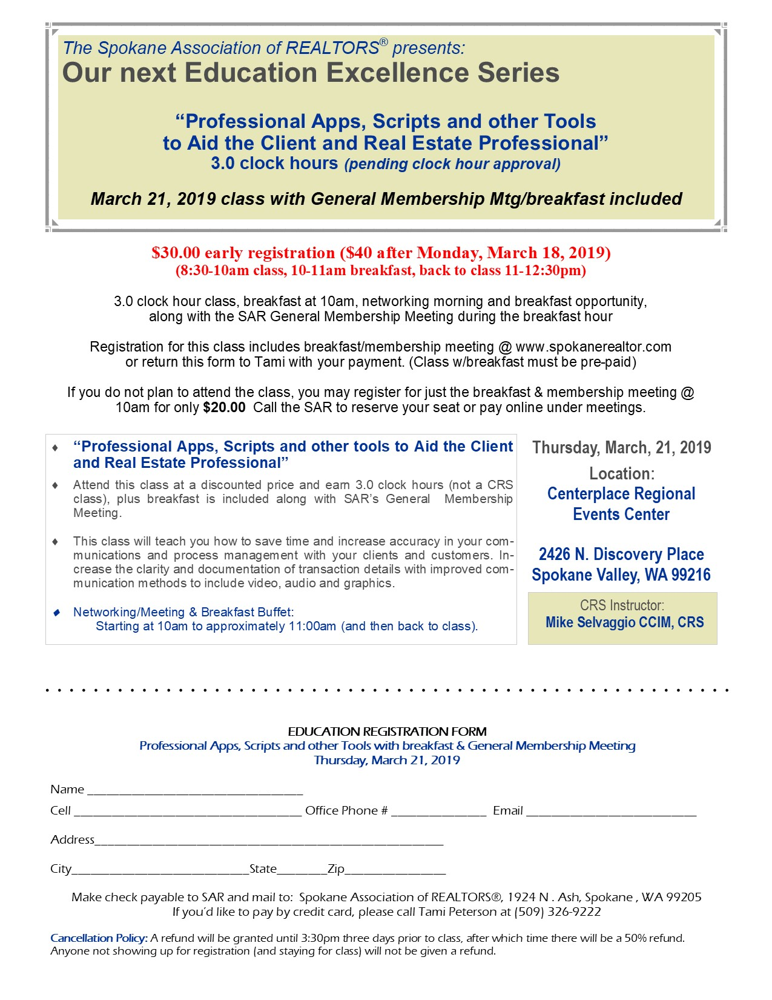 The Spokane Association of REALTORS® presents:
Our next Education Excellence Series
“Professional Apps, Scripts and other Tools
to Aid the Client and Real Estate Professional”
3.0 clock hours (pending clock hour approval)
March 21, 2019 class with General Membership Mtg/breakfast included
$30.00 early registration ($40 after Monday, March 18, 2019)
(8:30-10am class, 10-11am breakfast, back to class 11-12:30pm)
3.0 clock hour class, breakfast at 10am, networking morning and breakfast opportunity,
along with the SAR General Membership Meeting during the breakfast hour
Registration for this class includes breakfast/membership meeting @ www.spokanerealtor.com
or return this form to Tami with your payment. (Class w/breakfast must be pre-paid)
If you do not plan to attend the class, you may register for just the breakfast & membership meeting @
10am for only $20.00 Call the SAR to reserve your seat or pay online under meetings.
♦ “Professional Apps, Scripts and other tools to Aid the Client
and Real Estate Professional”
♦ Attend this class at a discounted price and earn 3.0 clock hours (not a CRS
class), plus breakfast is included along with SAR’s General Membership
Meeting.
♦ This class will teach you how to save time and increase accuracy in your com-
munications and process management with your clients and customers. In-
crease the clarity and documentation of transaction details with improved com-
munication methods to include video, audio and graphics.
♦ Networking/Meeting & Breakfast Buffet:
Starting at 10am to approximately 11:00am (and then back to class).
Thursday, March, 21, 2019
Location:
Centerplace Regional
Events Center
2426 N. Discovery Place
Spokane Valley, WA 99216
CRS Instructor:
Mike Selvaggio CCIM, CRS
EDUCATION REGISTRATION FORM
Professional Apps, Scripts and other Tools with breakfast & General Membership Meeting
Thursday, March 21, 2019
Name __________________________________
Cell ____________________________________ Office Phone # _______________ Email ___________________________
Address_______________________________________________________
City____________________________State________Zip________________
Make check payable to SAR and mail to: Spokane Association of REALTORS®, 1924 N . Ash, Spokane , WA 99205
If you’d like to pay by credit card, please call Tami Peterson at (509) 326-9222
Cancellation Policy: A refund will be granted until 3:30pm three days prior to class, after which time there will be a 50% refund.
Anyone not showing up for registration (and staying for class) will not be given a refund.